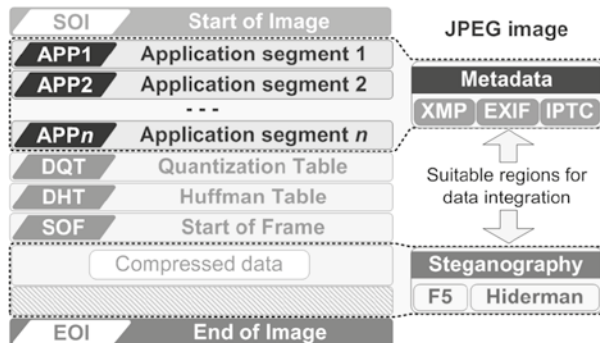 SOI Start of Image
APP1 Application segment 1
APP2 Application segment 2
- - -
APPn Application segment n
DQT Quantization Table
DHT Huffman Table
SOF Start of Frame
Compressed data
EOI End of Image
JPEG image
Metadata
XMP EXIF IPTC
Suitable regions for
data integration
Steganography
F5 Hiderman